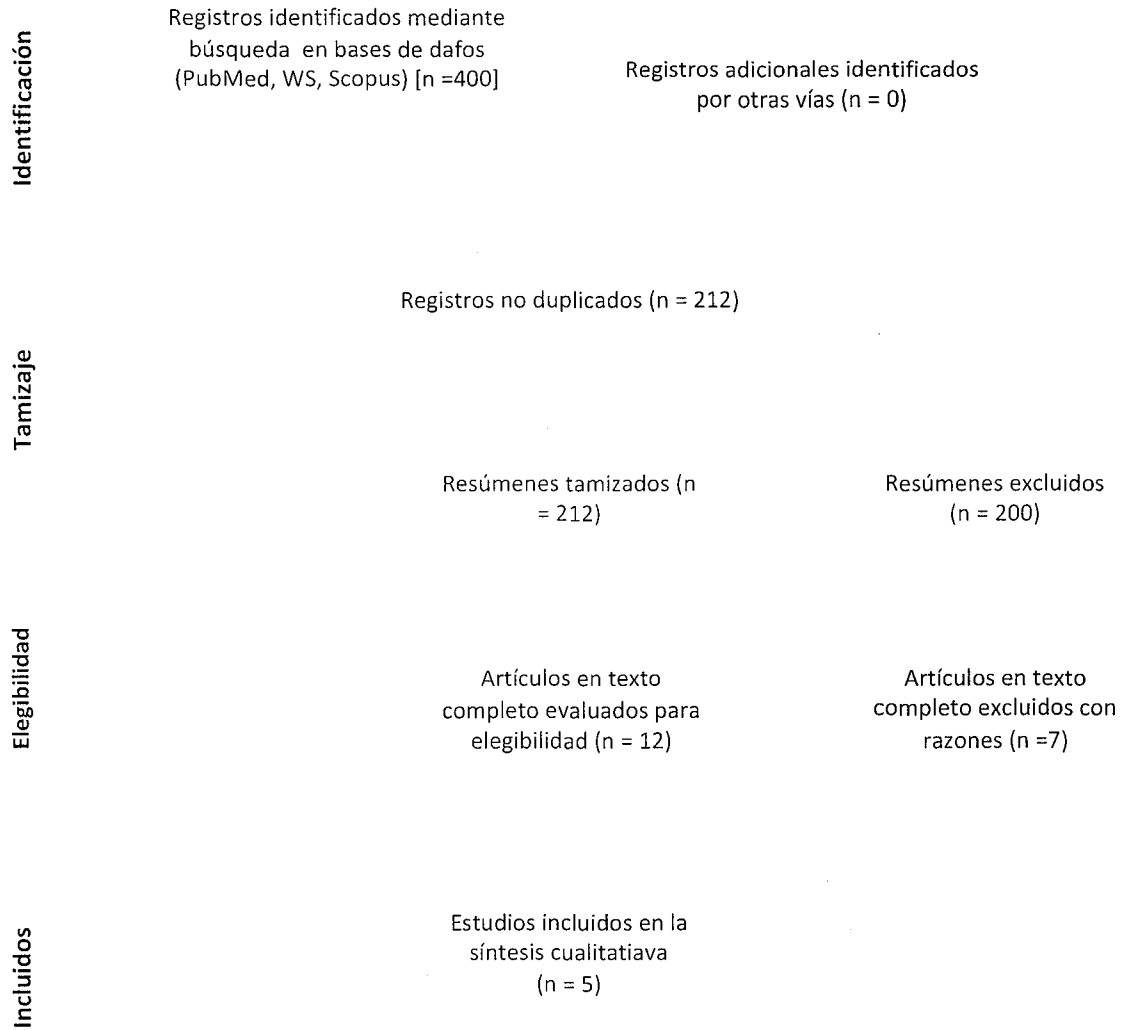 Identificación
Registros identificados mediante
búsqueda en bases de dafos
(PubMed, WS, Scopus) [n =400]
Registros adicionales identificados
por otras vías (n = 0)
Registros no duplicados (n = 212)
Tamizaje
Resúmenes tamizados (n
= 212)
Resúmenes excluidos
(n = 200)
Elegibilidad
Artículos en texto
completo evaluados para
elegibilidad (n = 12)
Artículos en texto
completo excluidos con
razones (n =7)
Incluidos
Estudios incluidos en la
síntesis cualitatiava
(n = 5)